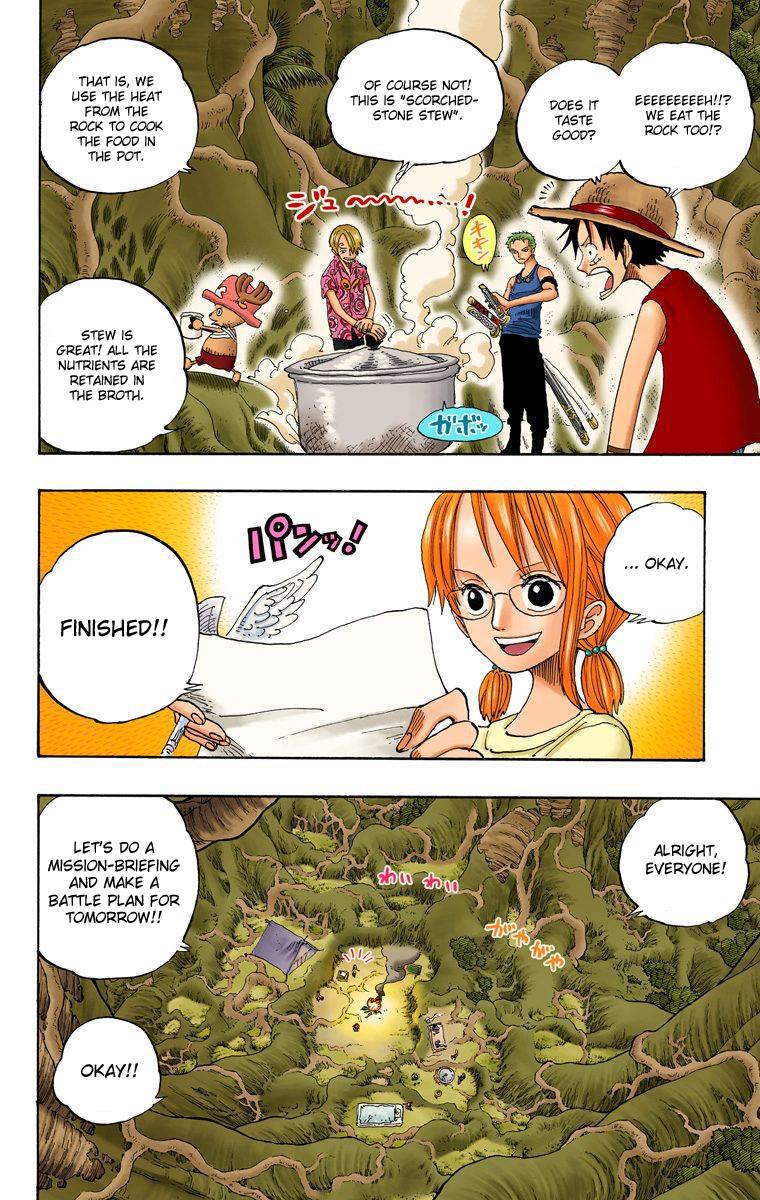 EEEEEEEEEH!!?
WE EAT THE
ROCK TOO!?
DOES IT
TASTE
GOOD?
OF COURSE NOT!
THIS IS "SCORCHED-
STONE STEW".
THAT IS, WE
USE THE HEAT
FROM THE
ROCK TO COOK
THE FOOD IN
THE POT.
ジュ〜〜〜……!
キキン
ガボッ
STEW IS
GREAT! ALL THE
NUTRIENTS ARE
RETAINED IN
THE BROTH.
... OKAY.
パンッ!
FINISHED!!
ALRIGHT,
EVERYONE!
LET'S DO A
MISSION-BRIEFING
AND MAKE A
BATTLE PLAN FOR
TOMORROW!!
わい わい
がやがや
OKAY!!